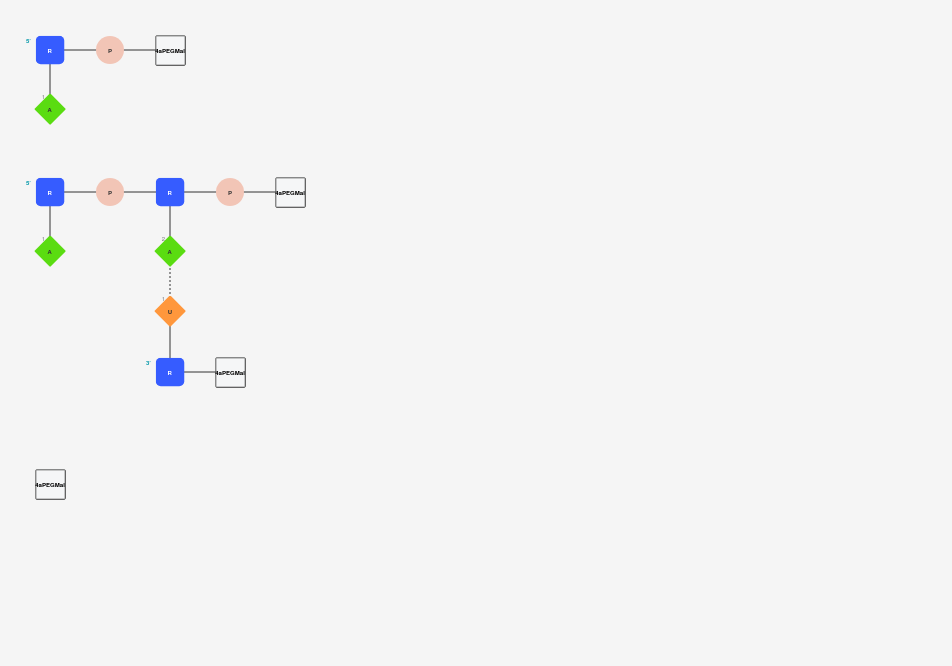 5'
R P 4aPEGMal
1
A
5'
R P R P 4aPEGMal
1 2
A A
1
U
3'
R 4aPEGMal
4aPEGMal